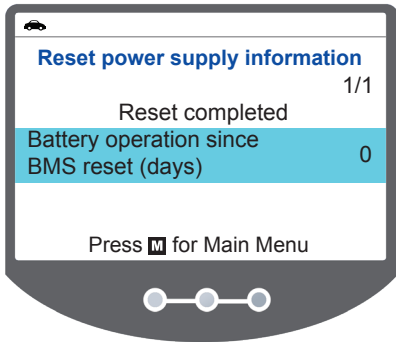 Reset power supply information
1/1
Reset completed
Battery operation since
BMS reset (days)
0
Press M for Main Menu